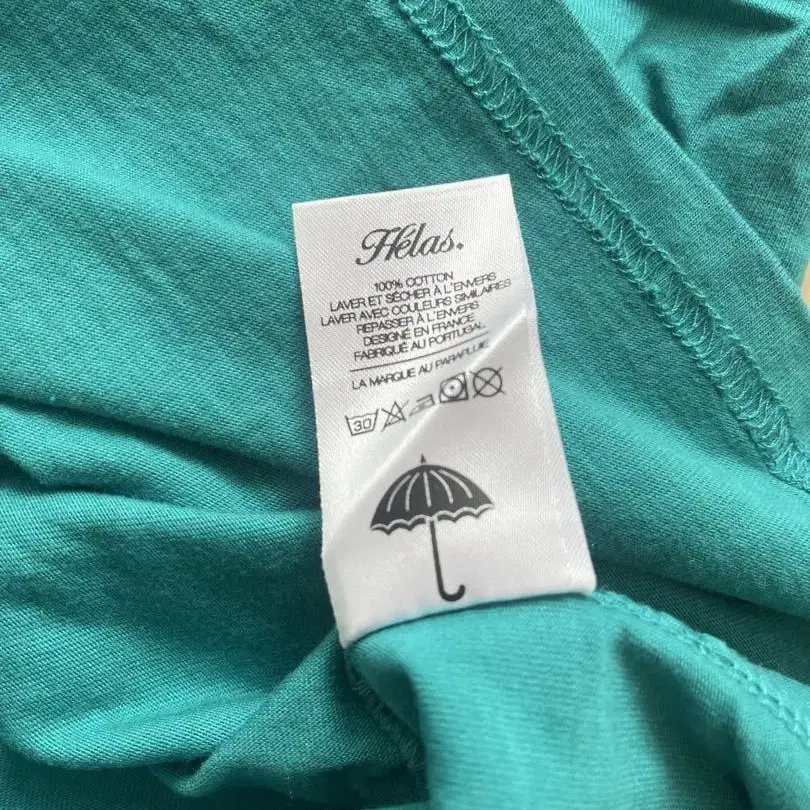 Hélas.
100% COTTON
LAVER ET SÉCHER À L'ENVERS
LAVER AVEC COULEURS SIMILAIRES
REPASSER À L'ENVERS
DESIGNÉ EN FRANCE
FABRIQUÉ AU PORTUGAL
LA MARQUE AU PARAPLUIE
30